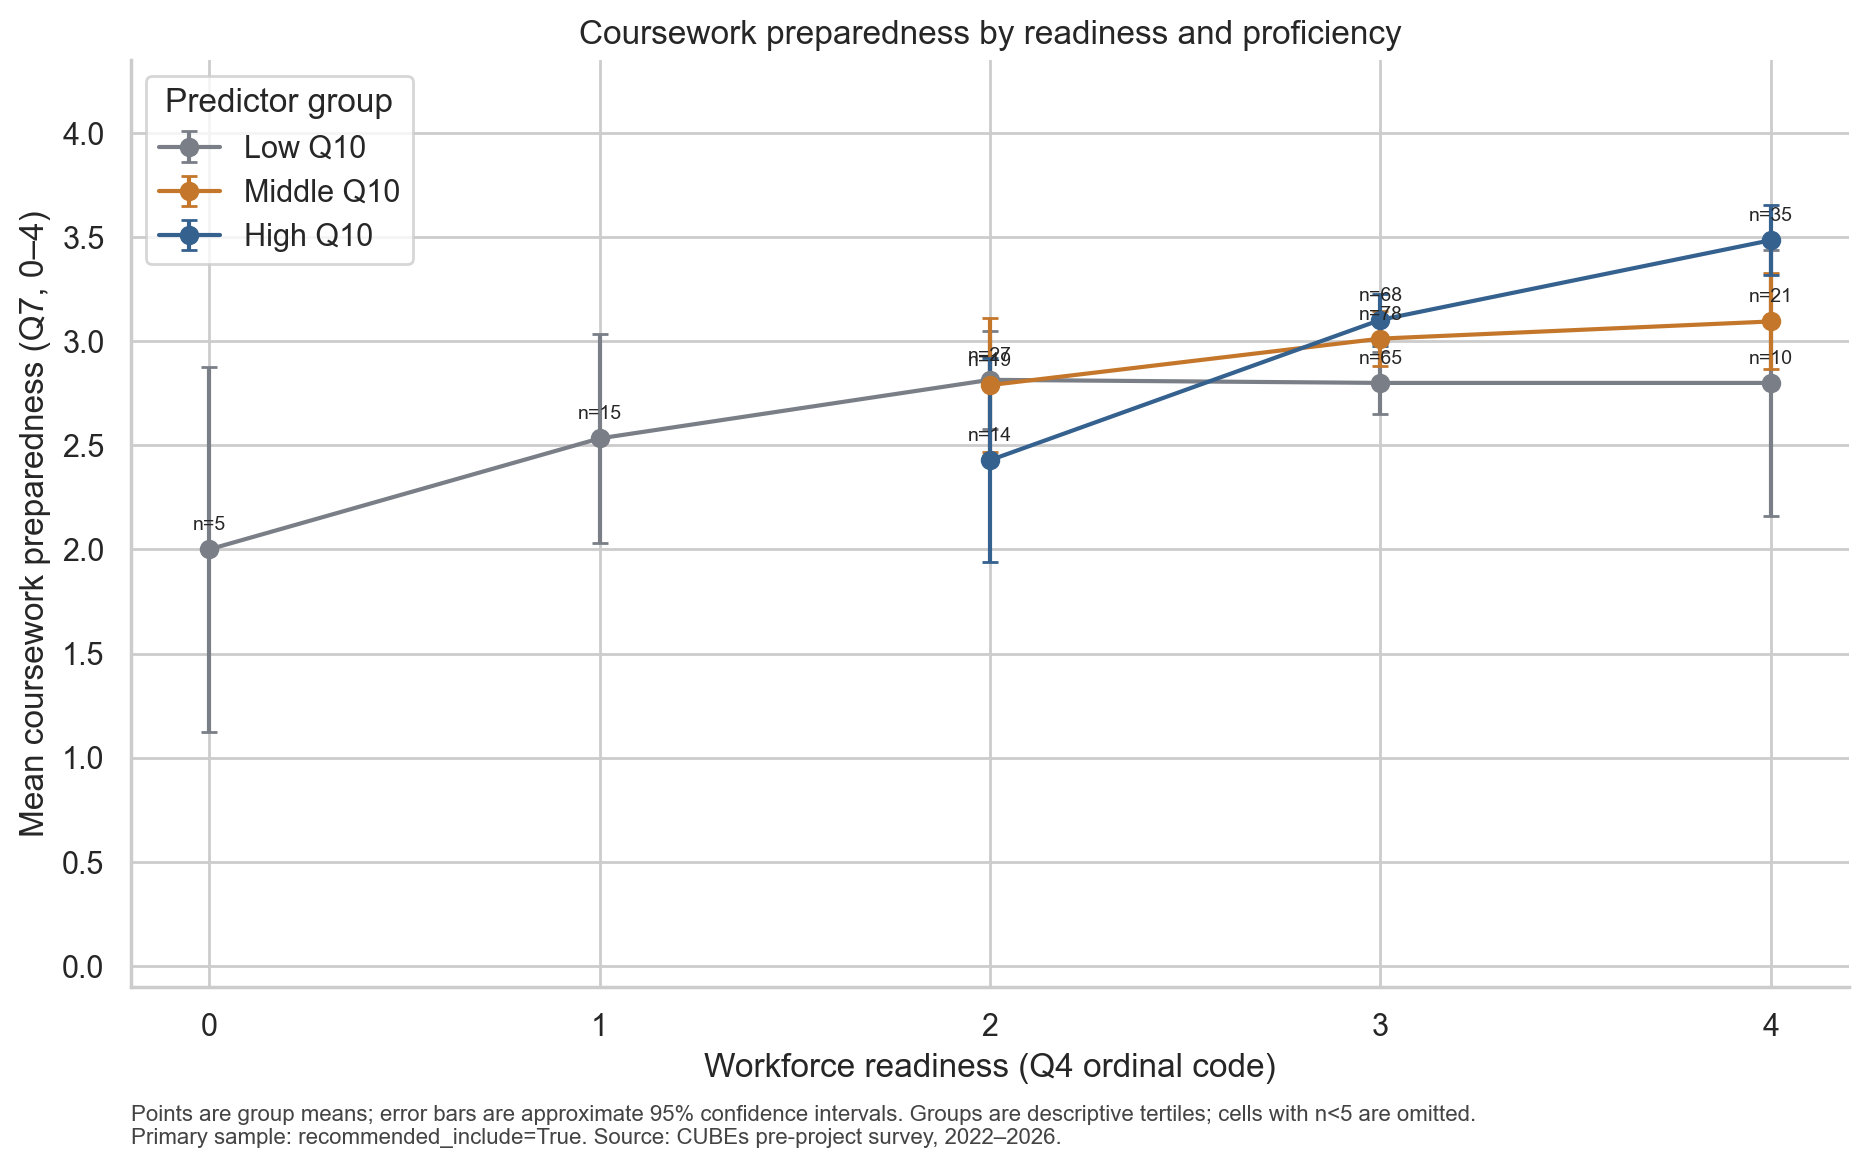 Coursework preparedness by readiness and proficiency
Predictor group
Low Q10
Middle Q10
High Q10
Mean coursework preparedness (Q7, 0–4)
4.0
3.5
3.0
2.5
2.0
1.5
1.0
0.5
0.0
n=5
n=15
n=27
n=49
n=14
n=68
n=78
n=65
n=35
n=21
n=10
0
1
2
3
4
Workforce readiness (Q4 ordinal code)
Points are group means; error bars are approximate 95% confidence intervals. Groups are descriptive tertiles; cells with n<5 are omitted.
Primary sample: recommended_include=True. Source: CUBEs pre-project survey, 2022–2026.